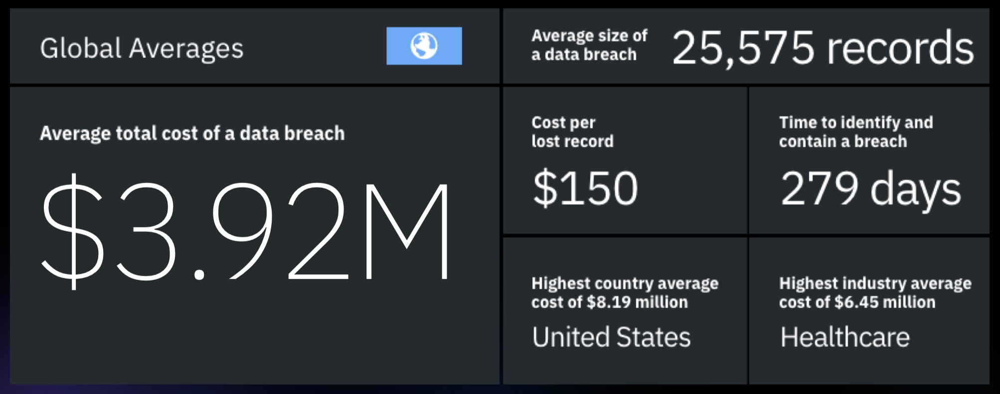 Global Averages
Average size of
a data breach
25,575 records
Average total cost of a data breach
$3.92M
Cost per
lost record
$150
Time to identify and
contain a breach
279 days
Highest country average
cost of $8.19 million
United States
Highest industry average
cost of $6.45 million
Healthcare